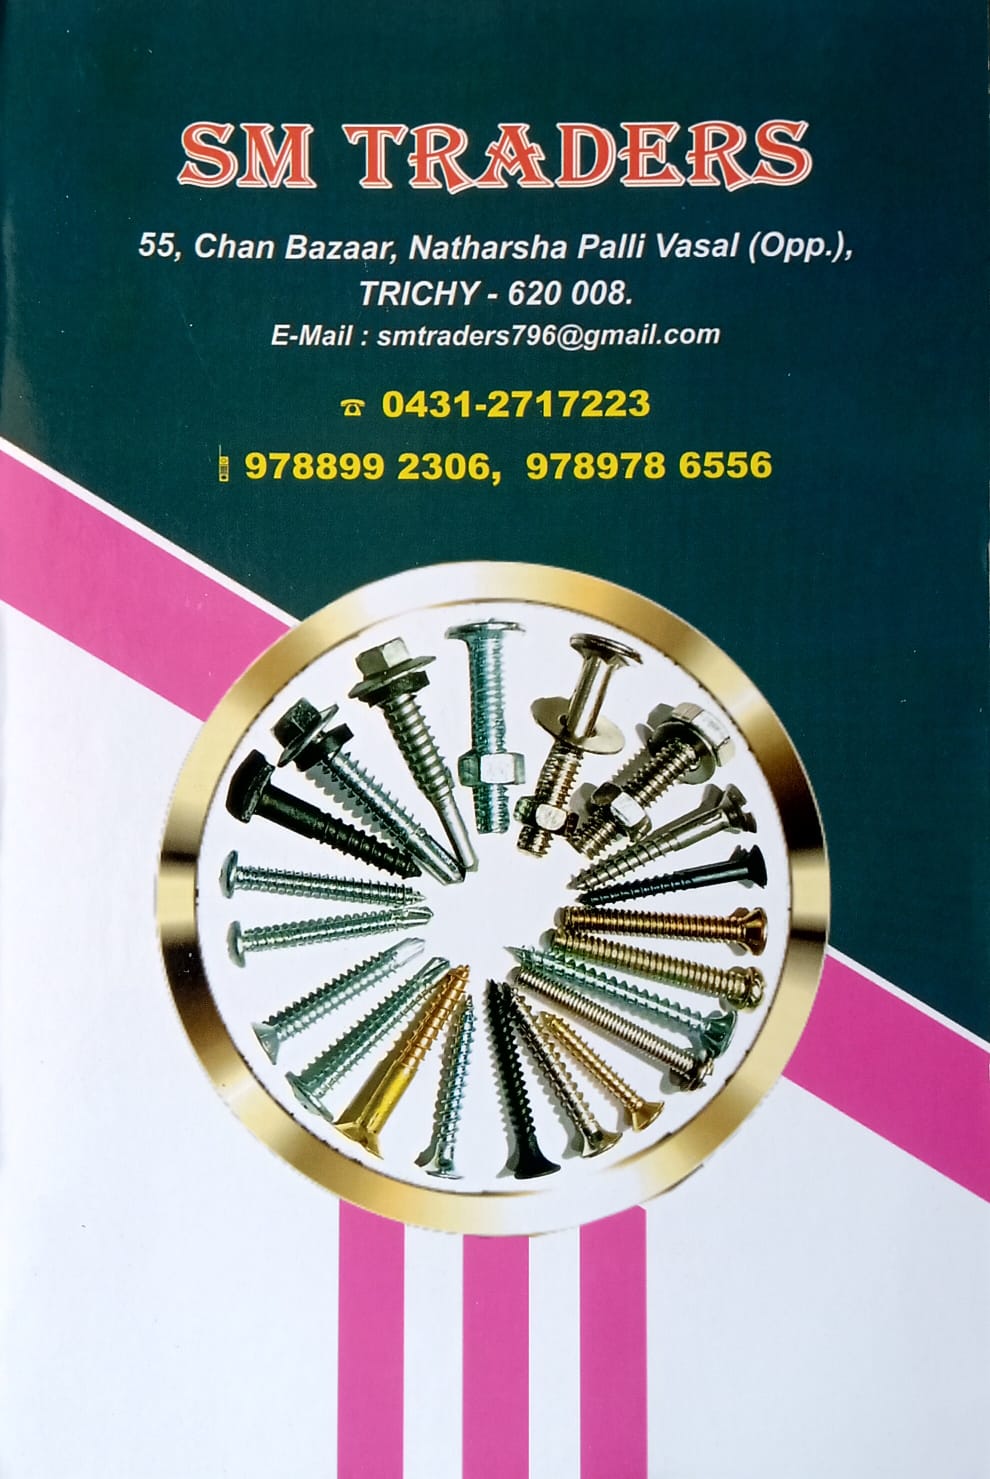 SM TRADERS
55, Chan Bazaar, Natharsha Palli Vasal (Opp.),
TRICHY - 620 008.
E-Mail : smtraders796@gmail.com
☎ 0431-2717223
978899 2306, 978978 6556